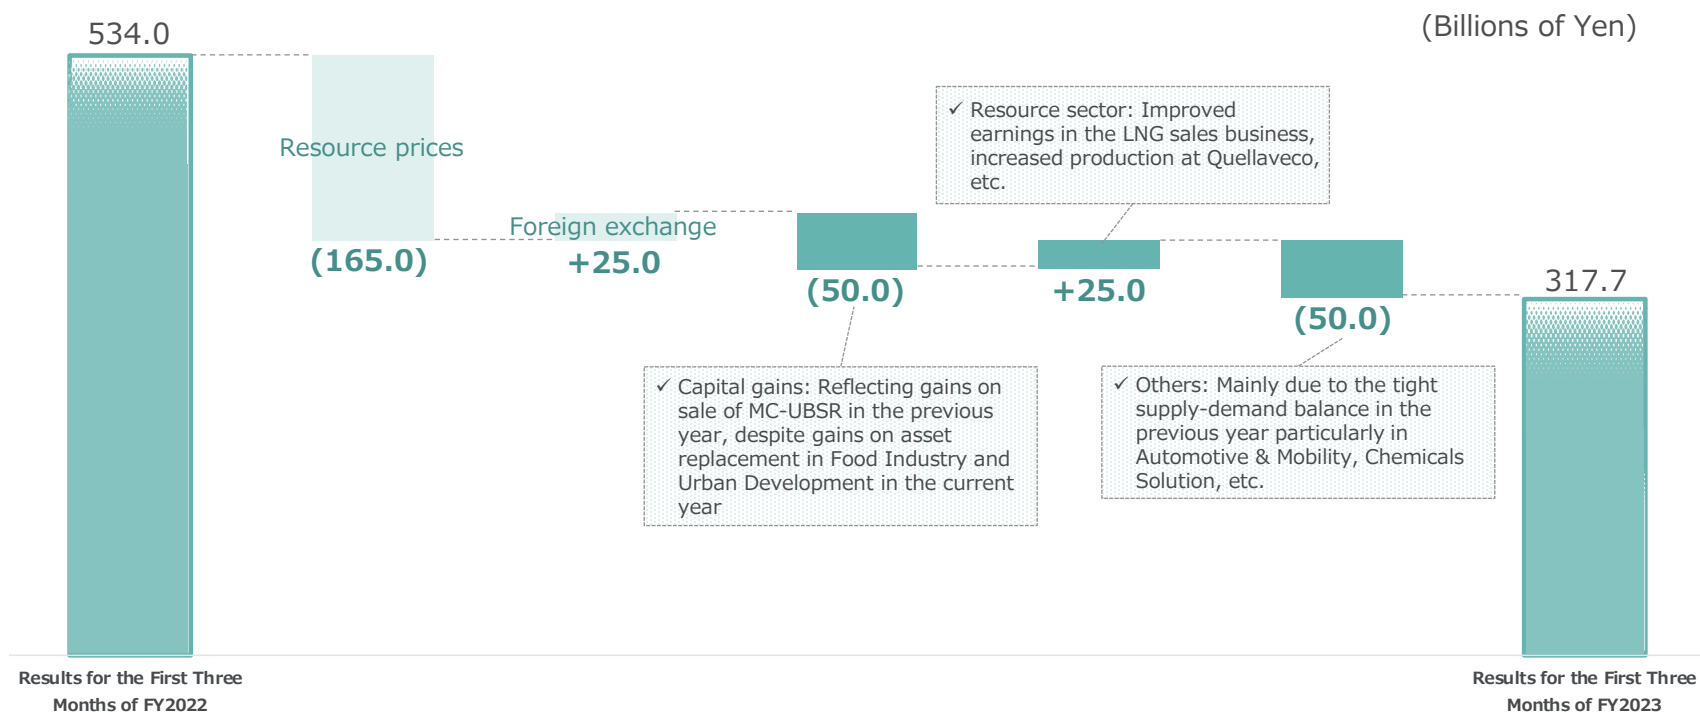 (Billions of Yen)
534.0
Resource prices
(165.0)
Foreign exchange
+25.0
(50.0)
✓ Capital gains: Reflecting gains on
sale of MC-UBSR in the previous
year, despite gains on asset
replacement in Food Industry and
Urban Development in the current
year
✓ Resource sector: Improved
earnings in the LNG sales business,
increased production at Quellaveco,
etc.
+25.0
(50.0)
✓ Others: Mainly due to the tight
supply-demand balance in the
previous year particularly in
Automotive & Mobility, Chemicals
Solution, etc.
317.7
Results for the First Three
Months of FY2022
Results for the First Three
Months of FY2023